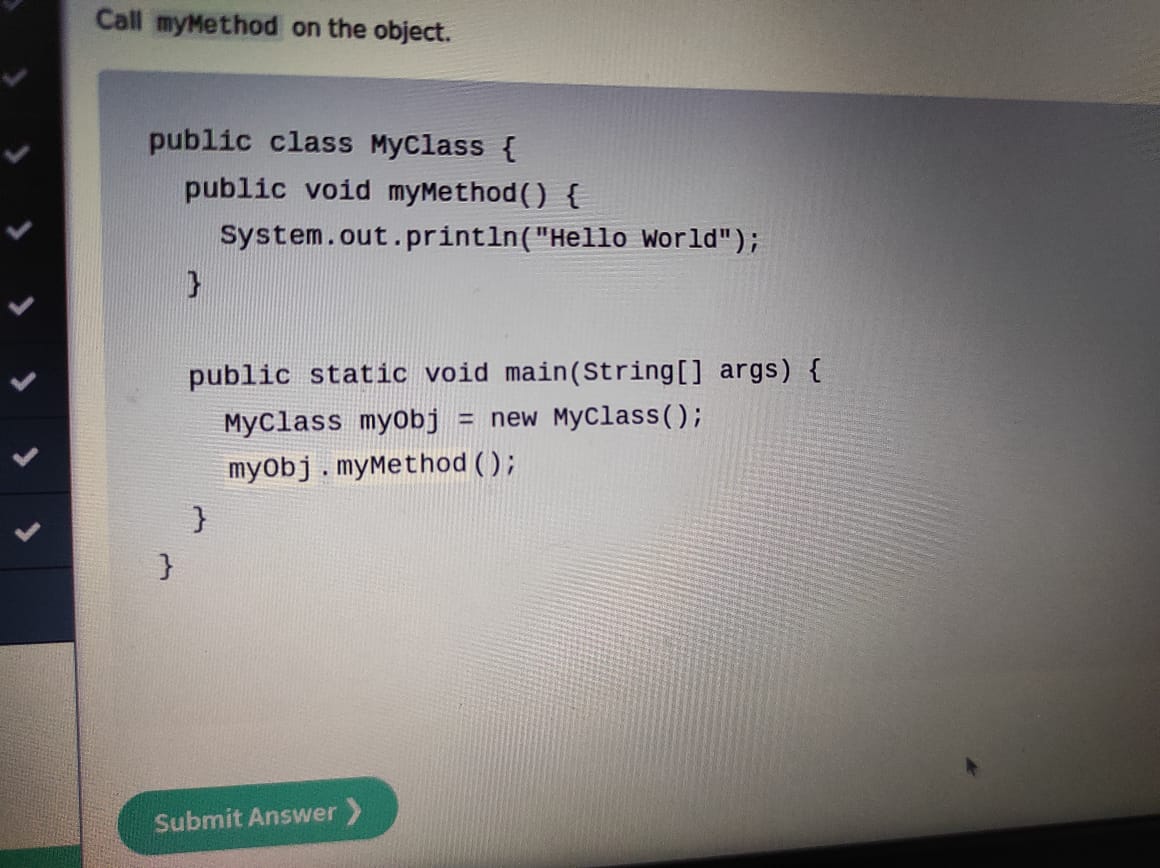 Call myMethod on the object.
public class MyClass {
public void myMethod() {
System.out.println("Hello World");
}
public static void main(String[] args) {
MyClass myObj = new MyClass();
myObj.myMethod();
}
}
Submit Answer ❯